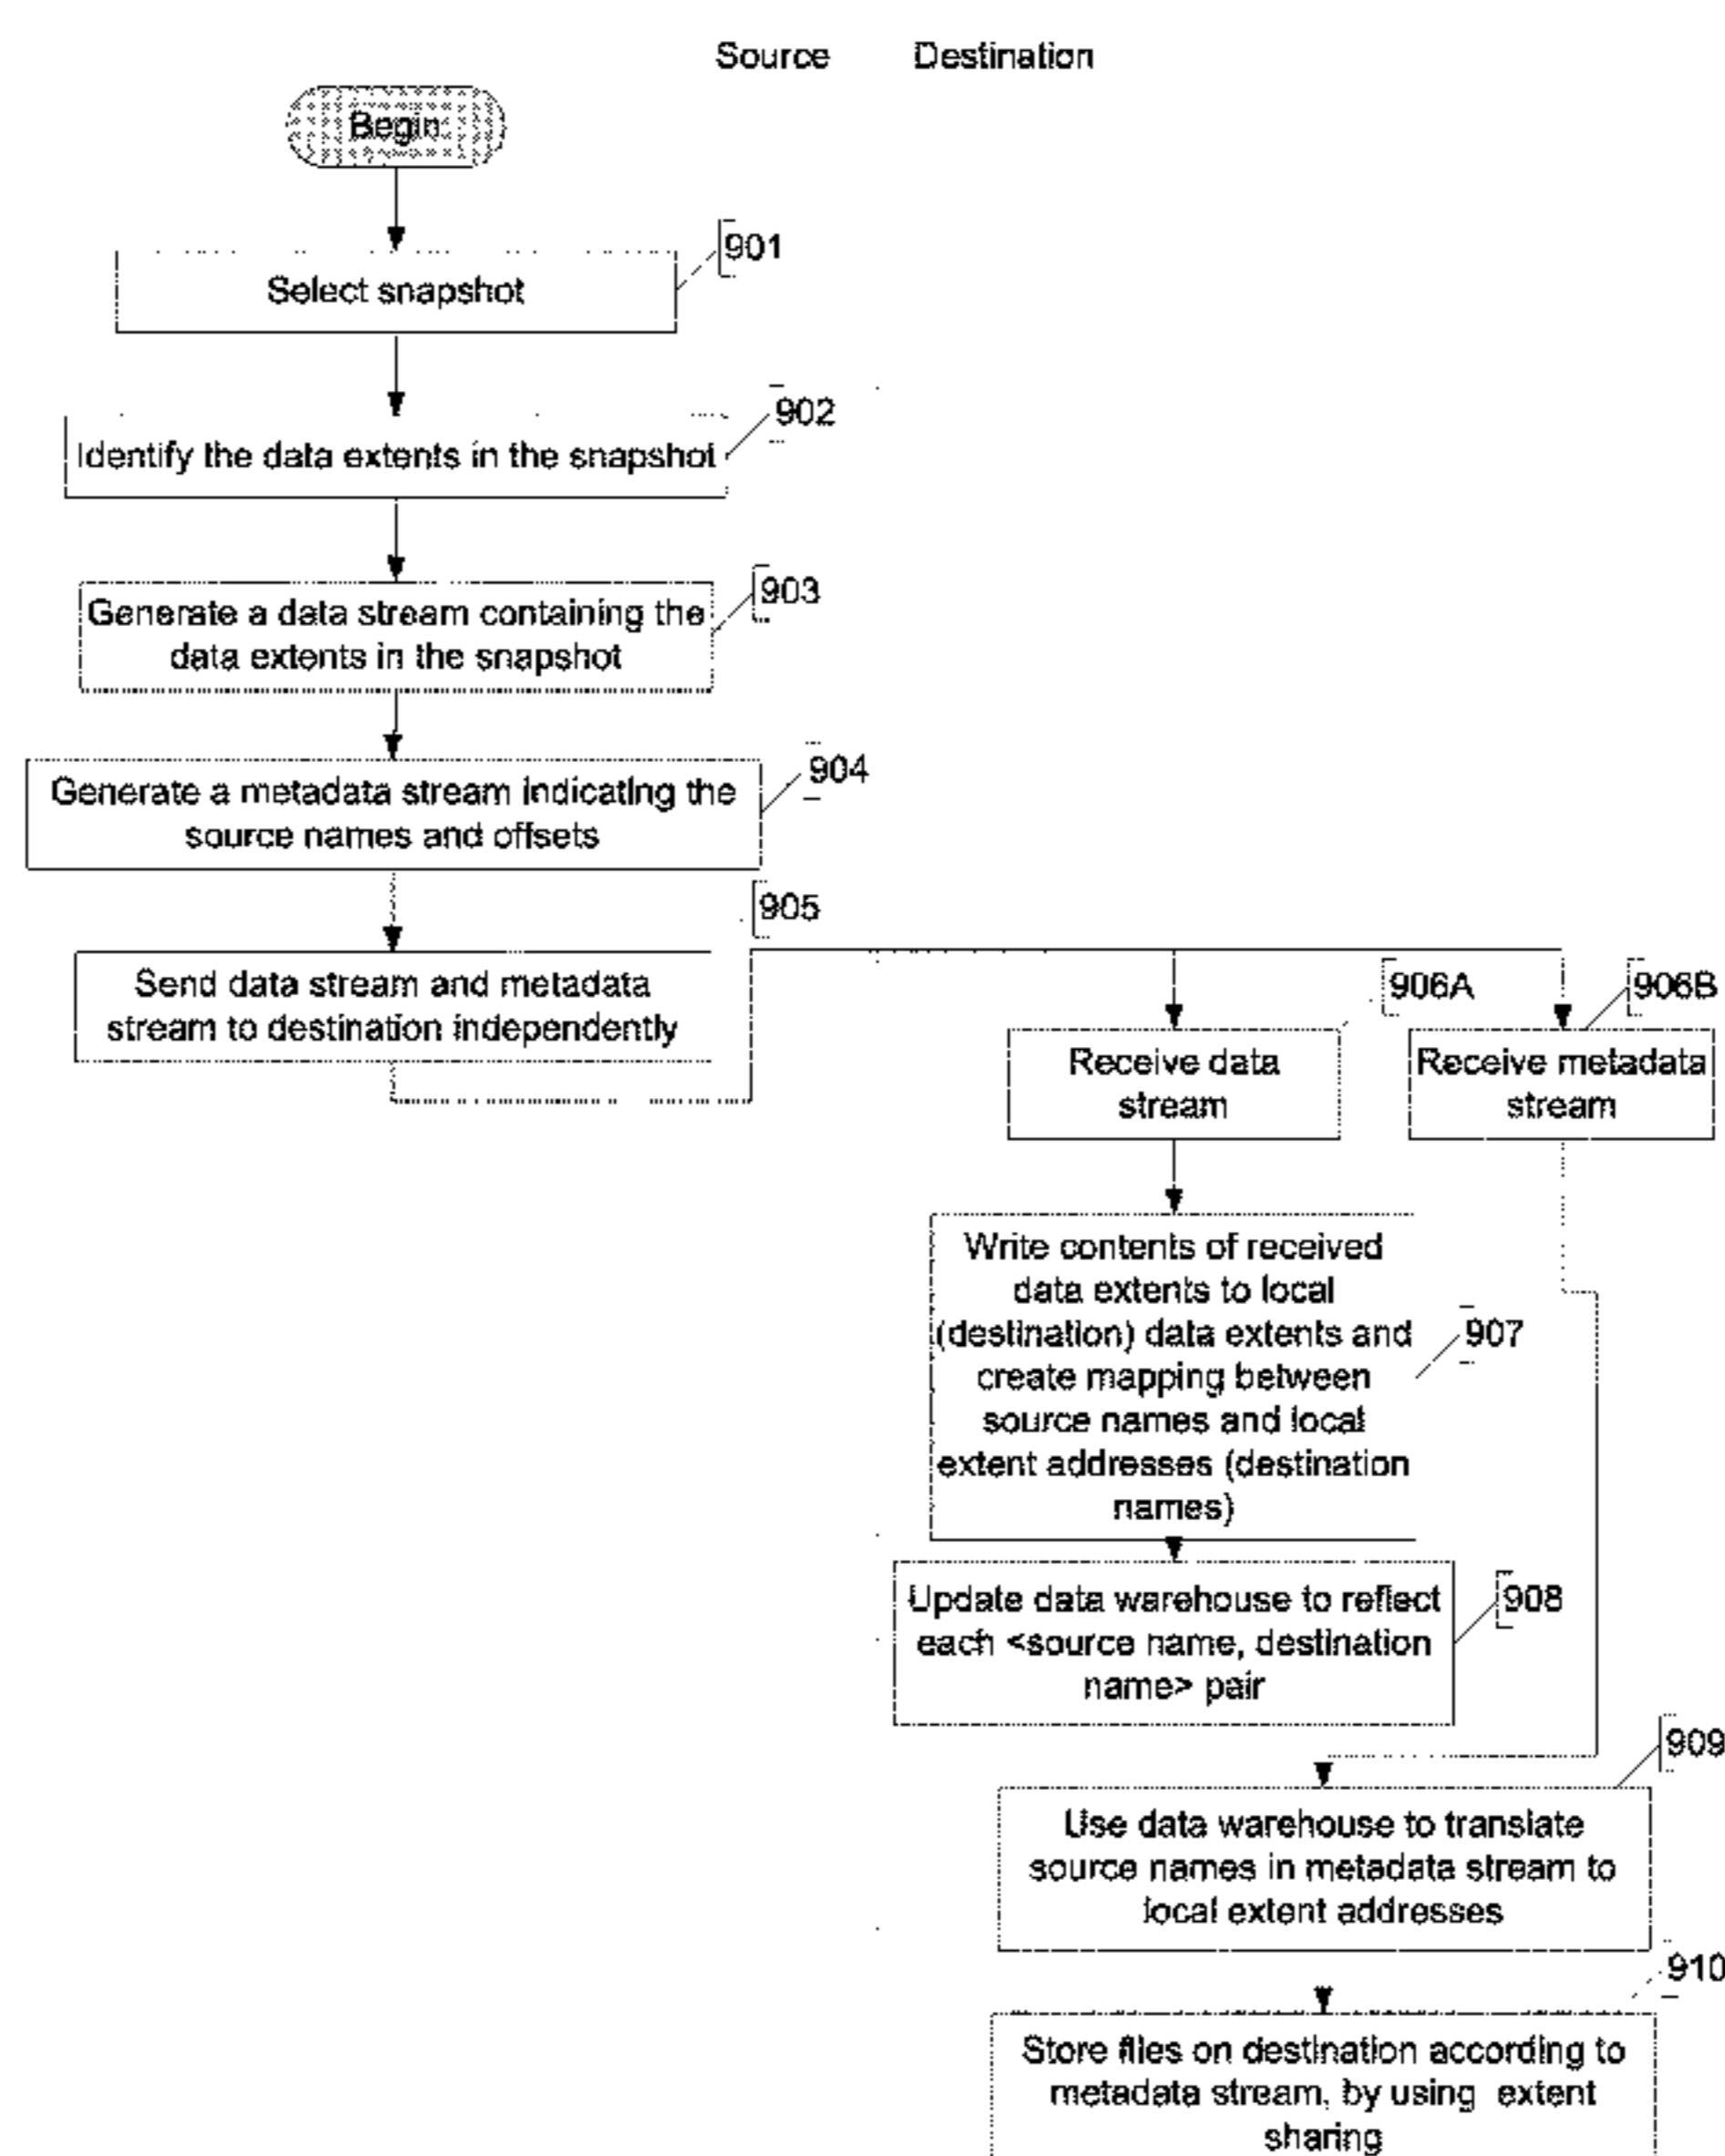 Source Destination
Begin
901
Select snapshot
902
Identify the data extents in the snapshot
903
Generate a data stream containing the
data extents in the snapshot
904
Generate a metadata stream indicating the
source names and offsets
905
Send data stream and metadata
stream to destination independently
906A
906B
Receive data
stream
Receive metadata
stream
Write contents of received
data extents to local
(destination) data extents and
create mapping between
source names and local
extent addresses (destination
names)
907
Update data warehouse to reflect
each <source name, destination
name> pair
908
909
Use data warehouse to translate
source names in metadata stream to
local extent addresses
910
Store files on destination according to
metadata stream, by using extent
sharing